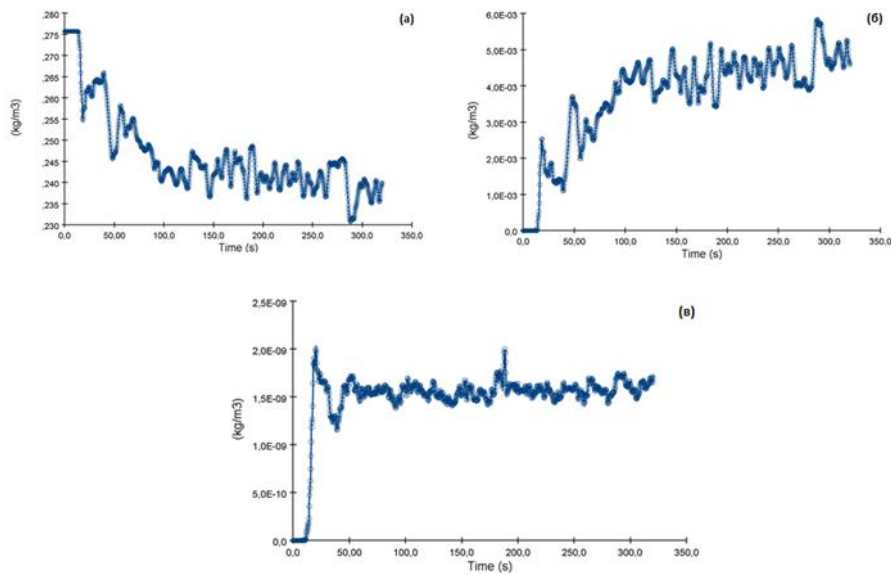 (а)
,280
,275
,270
,265
,260
,255
,250
,245
,240
,235
,230
(kg/m3)
0,0 50,00 100,0 150,0 200,0 250,0 300,0 350,0
Time (s)
(б)
6,0E-03
5,0E-03
4,0E-03
3,0E-03
2,0E-03
1,0E-03
0,0
(kg/m3)
0,0 50,00 100,0 150,0 200,0 250,0 300,0 350,0
Time (s)
(в)
2,5E-09
2,0E-09
1,5E-09
1,0E-09
5,0E-10
0,0
(kg/m3)
0,0 50,00 100,0 150,0 200,0 250,0 300,0 350,0
Time (s)